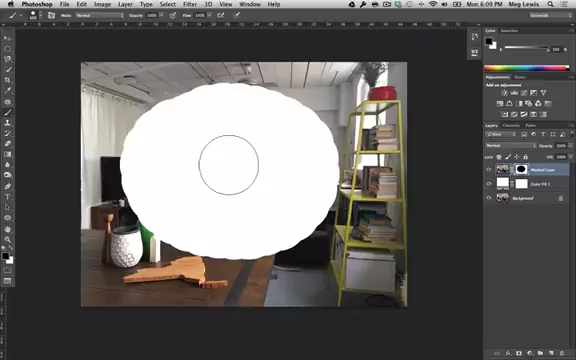 Photoshop File Edit Image Layer Type Select Filter 3D View Window Help Mon 6:09 PM Meg Lewis
Mode: Normal Opacity: 100% Flow: 100% Essentials
Color Swatches
Adjustments Styles
Add an adjustment
Layers Channels Paths
Kind
Normal Opacity: 100%
Lock: Fill: 100%
Masked Layer
Color Fill 1
Background